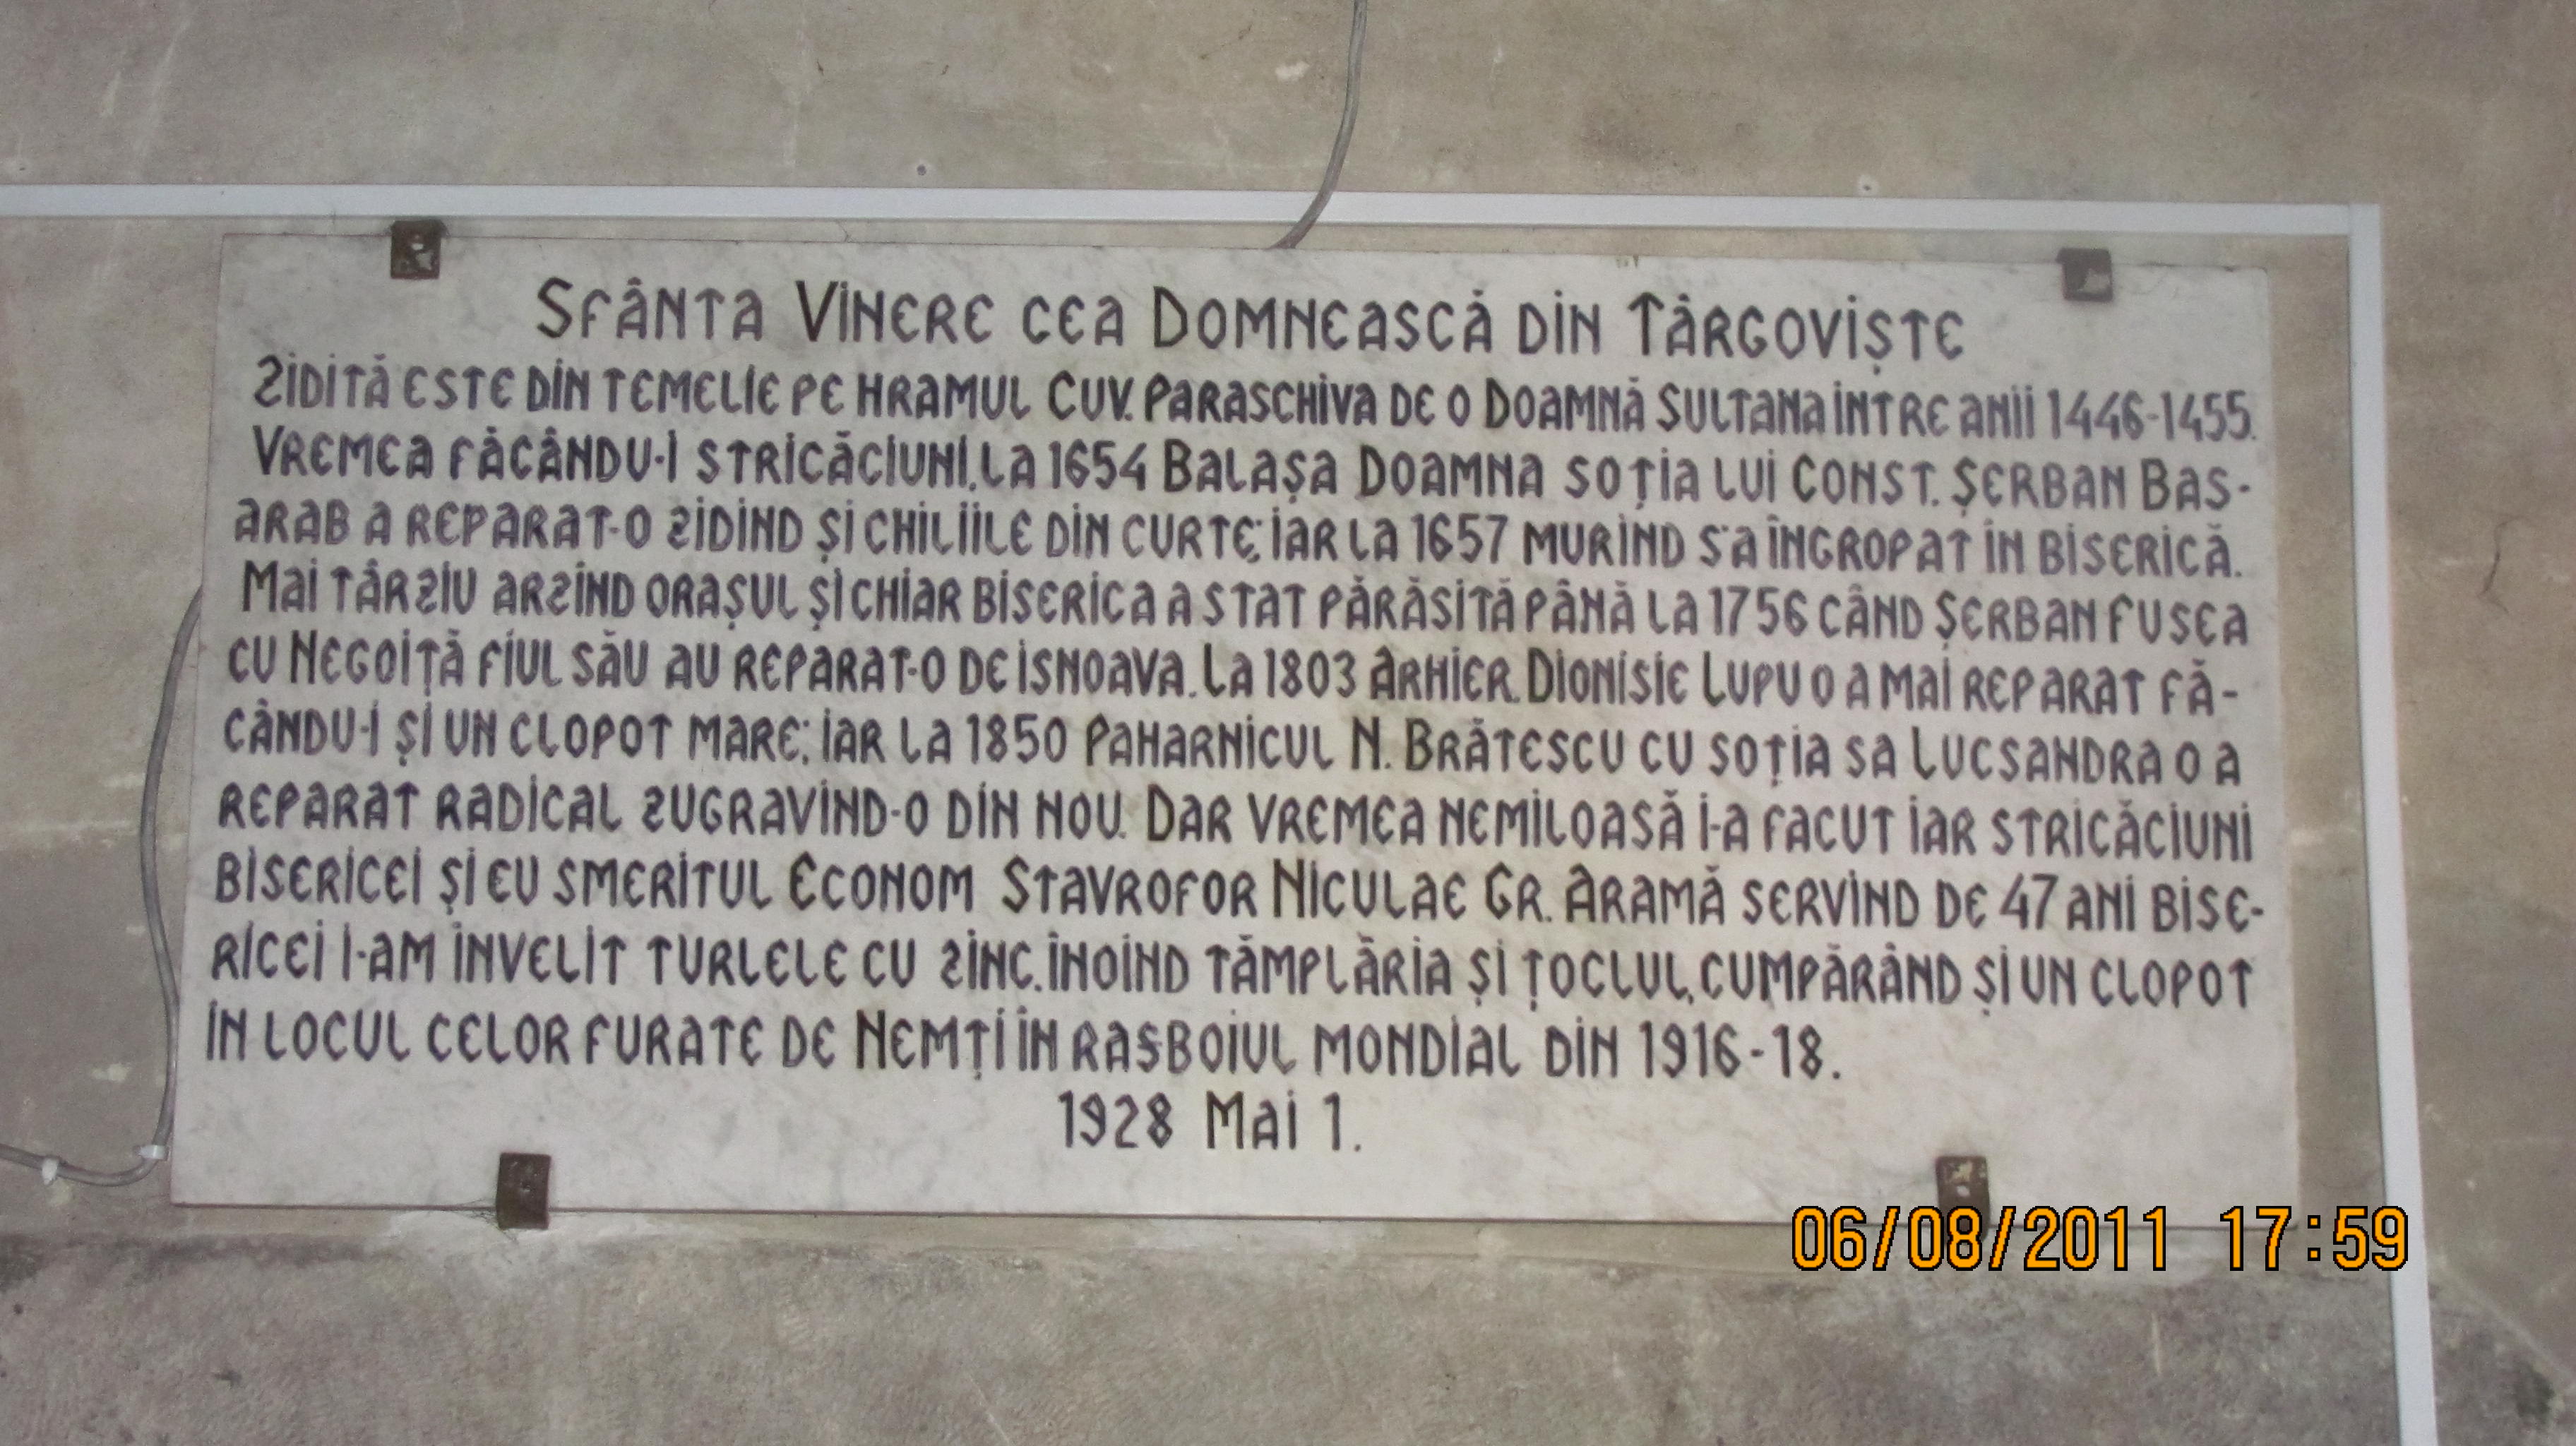 SFÂNTA VINERE CEA DOMNEASCĂ DIN TÂRGOVIȘTE
ZIDITĂ ESTE DIN TEMELIE PE HRAMUL CUV. PARASCHIVA DE O DOAMNĂ SULTANA INTRE ANII 1446-1455.
VREMEA FĂCÂNDU-I STRICĂCIUNI, LA 1654 BALAȘA DOAMNA SOȚIA LUI CONST. ȘERBAN BAS-
ARAB A REPARAT-O ZIDIND ȘI CHILIILE DIN CURTE; IAR LA 1657 MURIND S'A ÎNGROPAT ÎN BISERICĂ.
MAI TÂRZIU ARZÎND ORAȘUL ȘI CHIAR BISERICA A STAT PĂRĂSITĂ PÂNĂ LA 1756 CÂND ȘERBAN FUSEA
CU NEGOIȚĂ FIUL SĂU AU REPARAT-O DE ISNOAVA. LA 1803 ARHIER. DIONISIE LUPU O A MAI REPARAT FĂ-
CÂNDU-I ȘI UN CLOPOT MARE; IAR LA 1850 PAHARNICUL N. BRĂTESCU CU SOȚIA SA LUCSANDRA O A
REPARAT RADICAL ZUGRAVIND-O DIN NOU. DAR VREMEA NEMILOASĂ I-A FACUT IAR STRICĂCIUNI
BISERICEI ȘI EU SMERITUL ECONOM STAVROFOR NICULAE GR. ARAMĂ SERVIND DE 47 ANI BISE-
RICEI I-AM ÎNVELIT TURLELE CU ZINC, ÎNOIND TÂMPLĂRIA ȘI ȚOCLUL, CUMPĂRÂND ȘI UN CLOPOT
IN LOCUL CELOR FURATE DE NEMȚI ÎN RASBOIUL MONDIAL DIN 1916-18.
1928 MAI 1.
06/08/2011 17:59